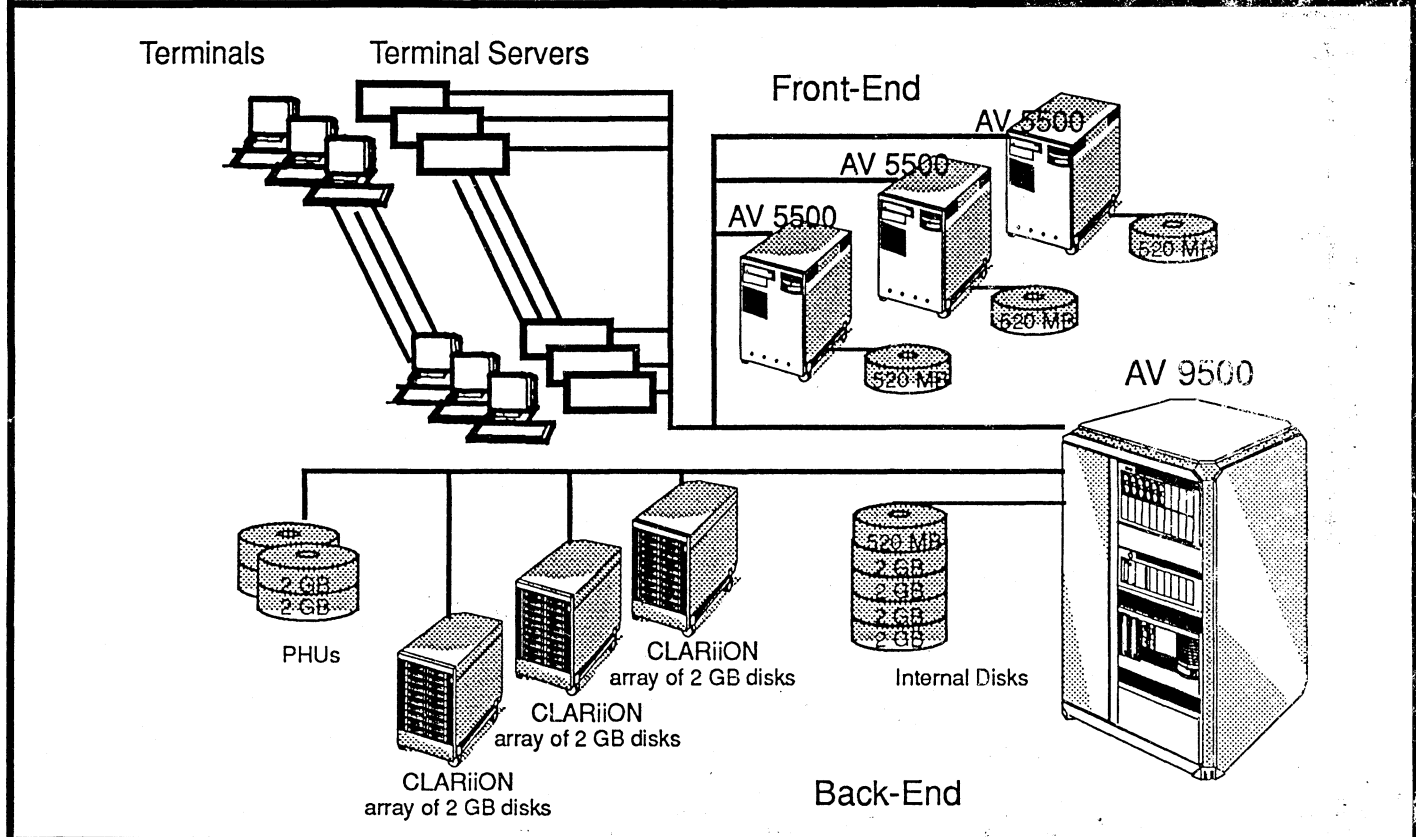 Terminals
Terminal Servers
Front-End
AV 5500
AV 5500
AV 5500
520 MB
520 MB
520 MB
AV 9500
2 GB
2 GB
PHUs
520 MB
2 GB
2 GB
2 GB
2 GB
Internal Disks
CLARiiON
array of 2 GB disks
CLARiiON
array of 2 GB disks
CLARiiON
array of 2 GB disks
Back-End